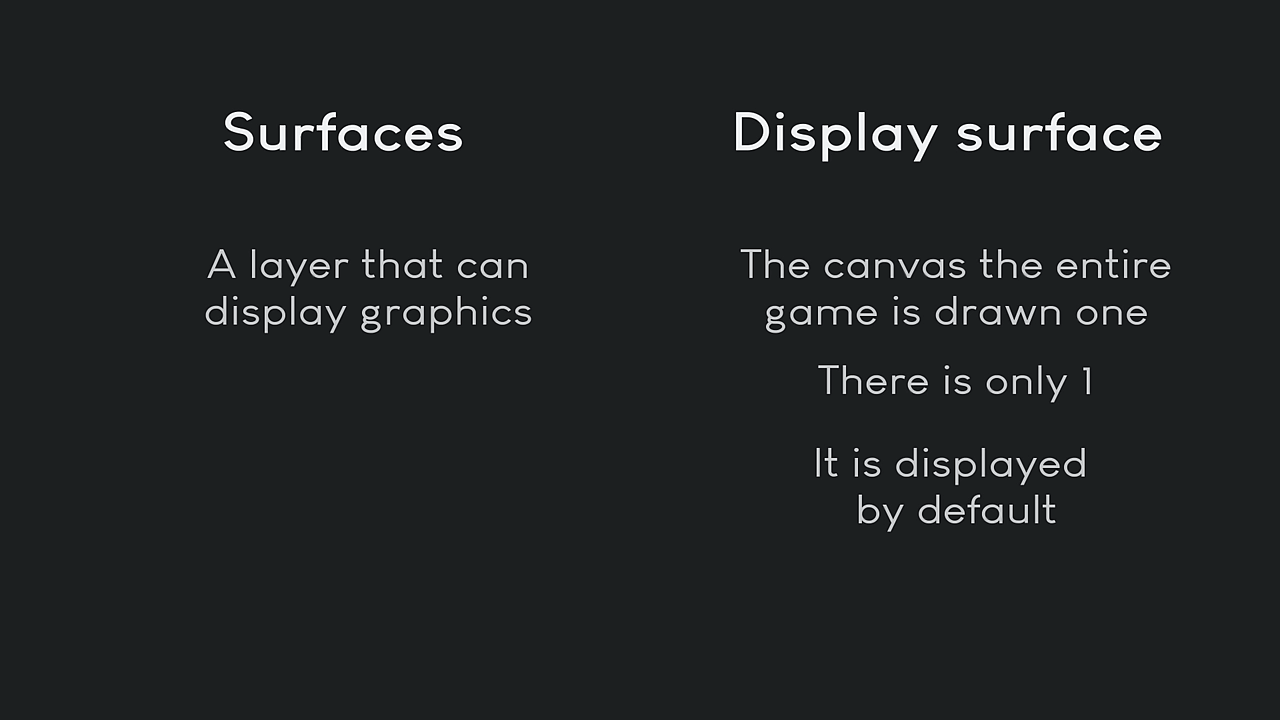 Surfaces
A layer that can
display graphics
Display surface
The canvas the entire
game is drawn one
There is only 1
It is displayed
by default